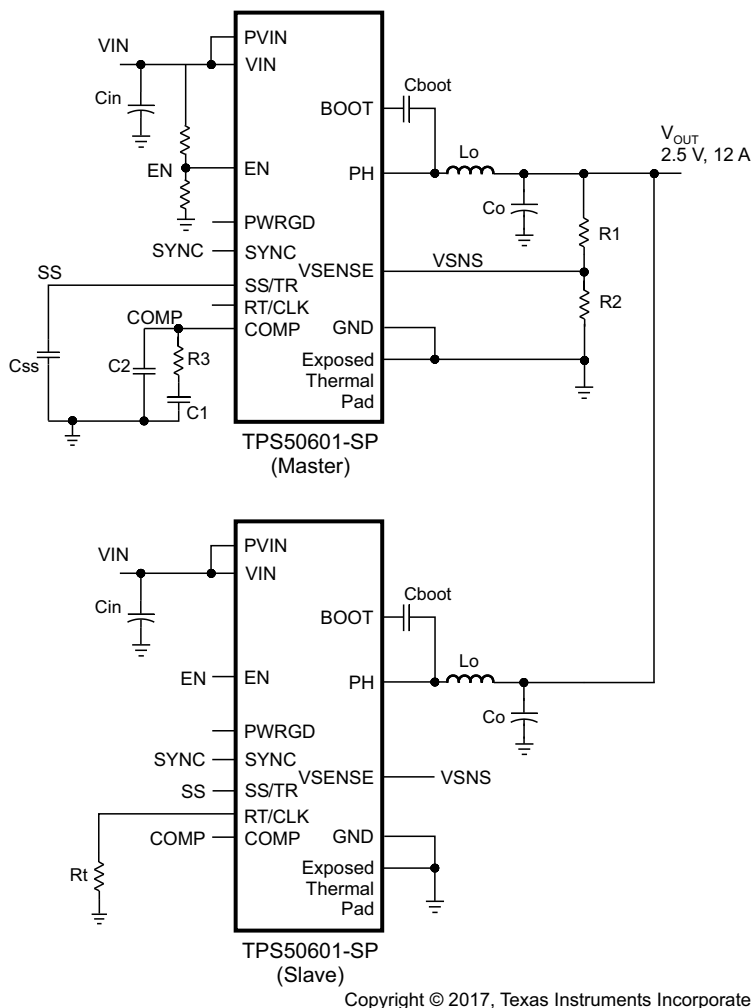 VIN
PVIN
VIN
Cin
BOOT
Cboot
EN
EN
PH
Lo
V_OUT
2.5 V, 12 A
Co
R1
PWRGD
SYNC
SYNC
SS
SS/TR
VSENSE
VSNS
R2
RT/CLK
COMP
COMP
GND
Css
C2
R3
C1
Exposed
Thermal
Pad
TPS50601-SP
(Master)
VIN
PVIN
VIN
Cin
BOOT
Cboot
EN
EN
PH
Lo
Co
PWRGD
SYNC
SYNC
VSENSE
VSNS
SS
SS/TR
RT/CLK
COMP
COMP
GND
Rt
Exposed
Thermal
Pad
TPS50601-SP
(Slave)
Copyright © 2017, Texas Instruments Incorporate